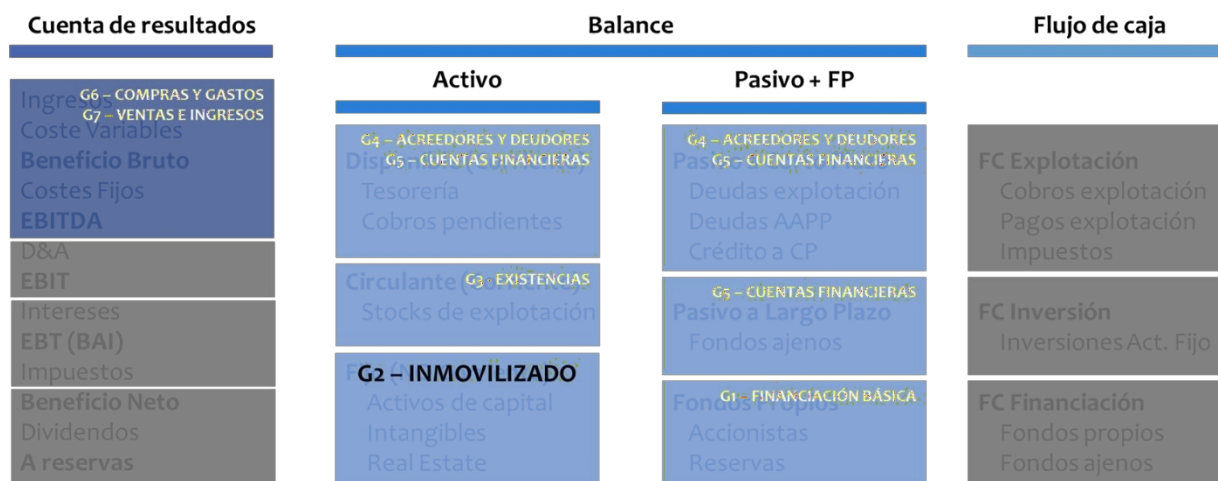 Cuenta de resultados
G6 – COMPRAS Y GASTOS
Ingresos
G7 – VENTAS E INGRESOS
Coste Variables
Beneficio Bruto
Costes Fijos
EBITDA
D&A
EBIT
Intereses
EBT (BAI)
Impuestos
Beneficio Neto
Dividendos
A reservas
Balance
Activo
G4 – ACREEDORES Y DEUDORES
G5 – CUENTAS FINANCIERAS
Tesorería
Cobros pendientes
G3 – EXISTENCIAS
Circulante
Stocks de explotación
G2 – INMOVILIZADO
Activos de capital
Intangibles
Real Estate
Pasivo + FP
G4 – ACREEDORES Y DEUDORES
G5 – CUENTAS FINANCIERAS
Pasivo a
Deudas explotación
Deudas AAPP
Crédito a CP
G5 – CUENTAS FINANCIERAS
Pasivo a Largo Plazo
Fondos ajenos
G1 – FINANCIACIÓN BÁSICA
Fondos Propios
Accionistas
Reservas
Flujo de caja
FC Explotación
Cobros explotación
Pagos explotación
Impuestos
FC Inversión
Inversiones Act. Fijo
FC Financiación
Fondos propios
Fondos ajenos